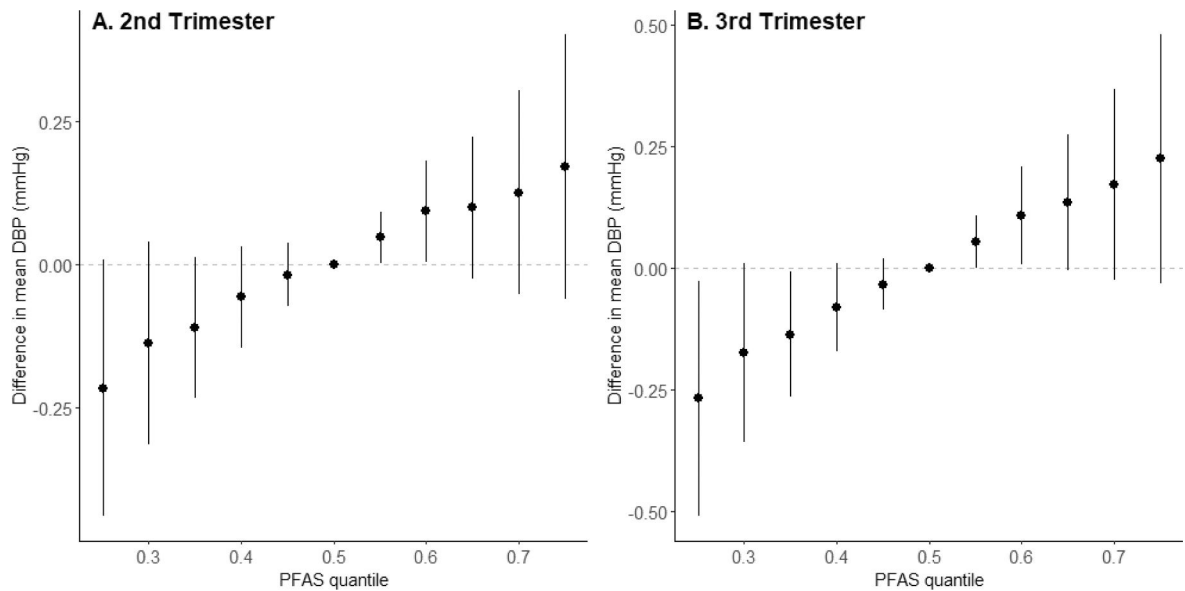 A. 2nd Trimester
Difference in mean DBP (mmHg)
0.25
0.00
-0.25
0.3 0.4 0.5 0.6 0.7
PFAS quantile
B. 3rd Trimester
Difference in mean DBP (mmHg)
0.50
0.25
0.00
-0.25
-0.50
0.3 0.4 0.5 0.6 0.7
PFAS quantile